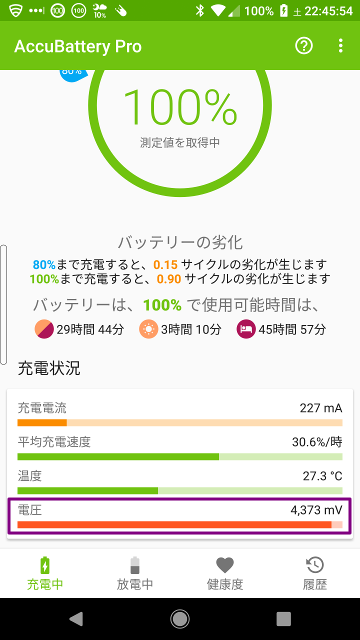 100
100
10%
100%
± 22:45:54
AccuBattery Pro
80%
100%
測定値を取得中
バッテリーの劣化
80%まで充電すると、0.15 サイクルの劣化が生じます
100%まで充電すると、0.90 サイクルの劣化が生じます
バッテリーは、100% で使用可能時間は、
29時間 44分 3時間 10分 45時間 57分
充電状況
充電電流 227 mA
平均充電速度 30.6%/時
温度 27.3 °C
電圧 4,373 mV
充電中 放電中 健康度 履歴